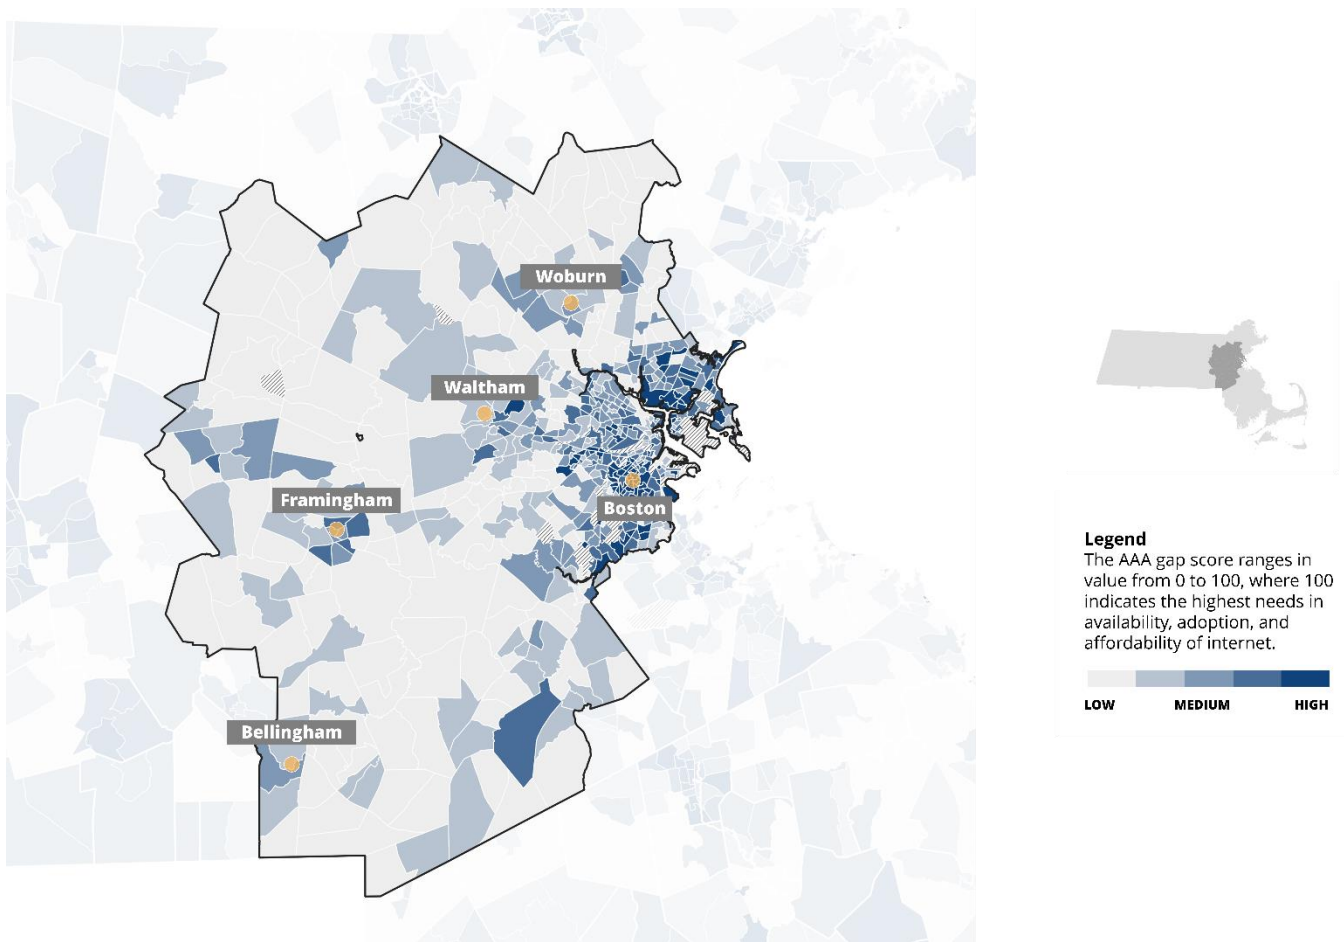 Woburn
Waltham
Framingham
Boston
Bellingham
Legend
The AAA gap score ranges in
value from 0 to 100, where 100
indicates the highest needs in
availability, adoption, and
affordability of internet.
LOW MEDIUM HIGH